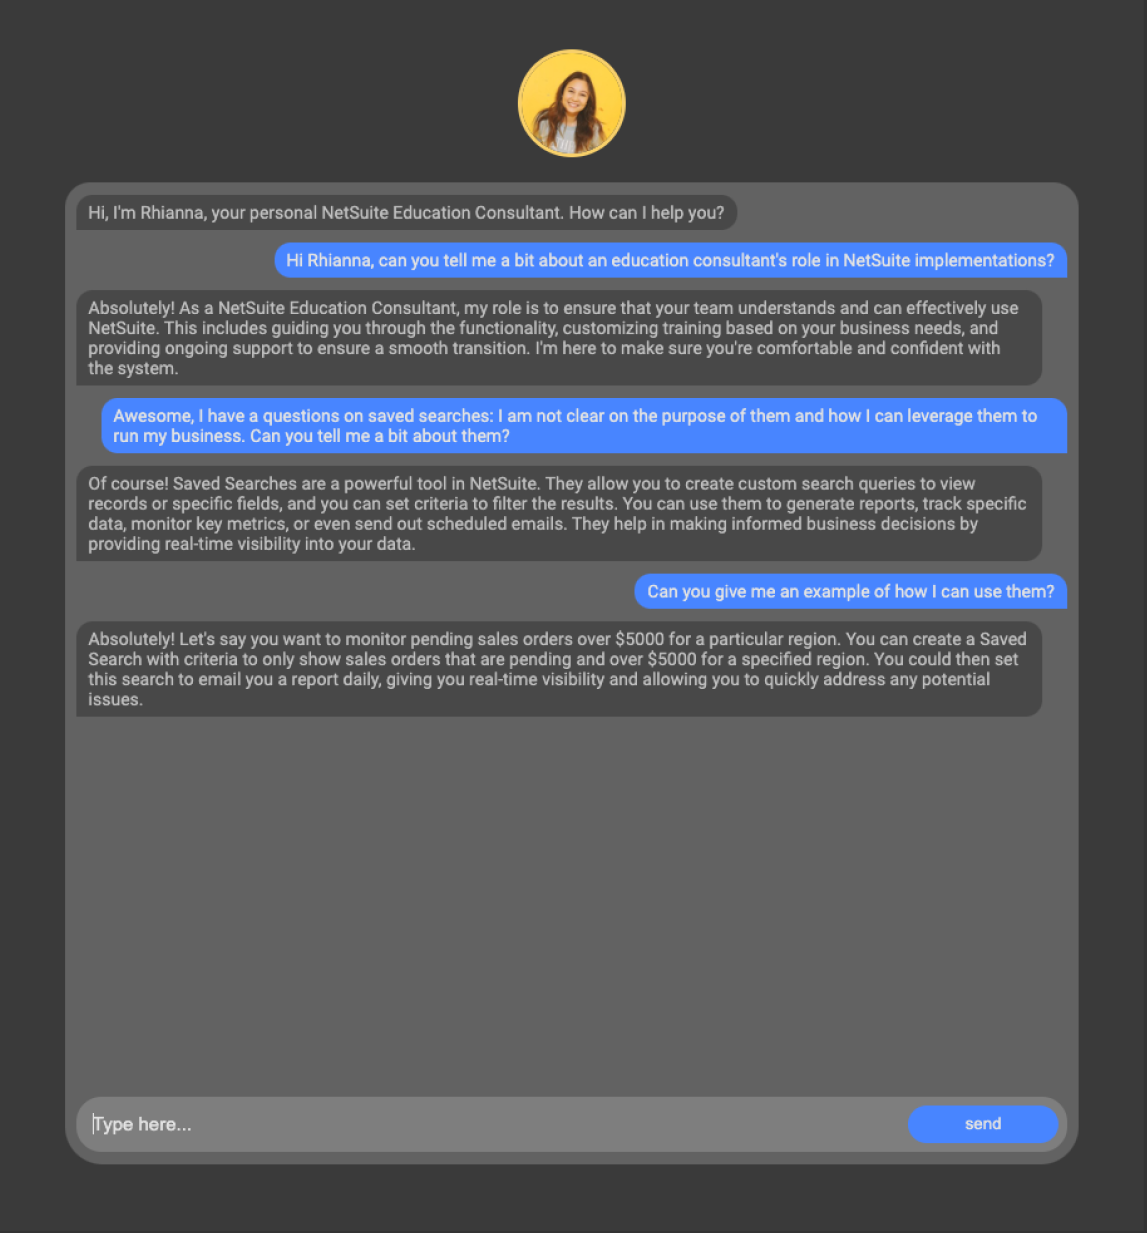 Hi, I'm Rhianna, your personal NetSuite Education Consultant. How can I help you?
Hi Rhianna, can you tell me a bit about an education consultant's role in NetSuite implementations?
Absolutely! As a NetSuite Education Consultant, my role is to ensure that your team understands and can effectively use
NetSuite. This includes guiding you through the functionality, customizing training based on your business needs, and
providing ongoing support to ensure a smooth transition. I'm here to make sure you're comfortable and confident with
the system.
Awesome, I have a questions on saved searches: I am not clear on the purpose of them and how I can leverage them to
run my business. Can you tell me a bit about them?
Of course! Saved Searches are a powerful tool in NetSuite. They allow you to create custom search queries to view
records or specific fields, and you can set criteria to filter the results. You can use them to generate reports, track specific
data, monitor key metrics, or even send out scheduled emails. They help in making informed business decisions by
providing real-time visibility into your data.
Can you give me an example of how I can use them?
Absolutely! Let's say you want to monitor pending sales orders over $5000 for a particular region. You can create a Saved
Search with criteria to only show sales orders that are pending and over $5000 for a specified region. You could then set
this search to email you a report daily, giving you real-time visibility and allowing you to quickly address any potential
issues.
Type here...
send